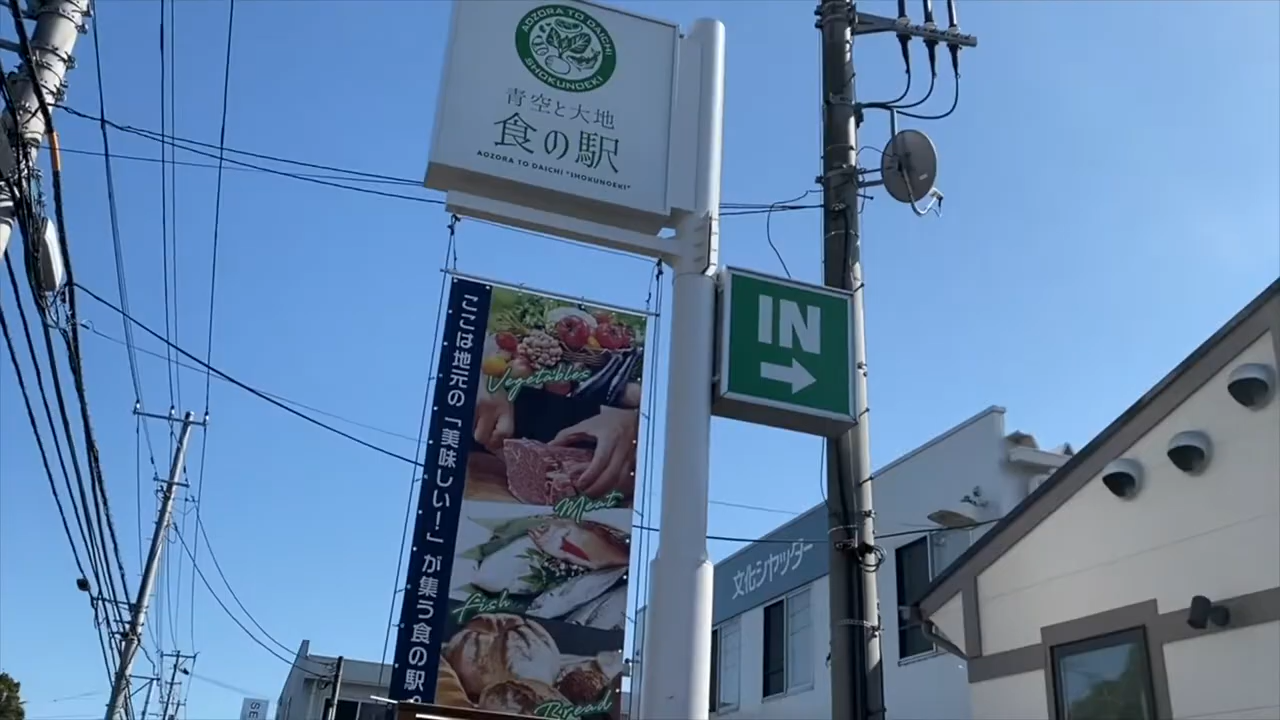 AOZORA TO DAICHI
SHOKUNOEKI
青空と大地
食の駅
AOZORA TO DAICHI "SHOKUNOEKI"
IN
ここは地元の「美味しい!」が集う食の駅。
Vegetables
Meat
Fish
Bread
文化シヤッター
SE